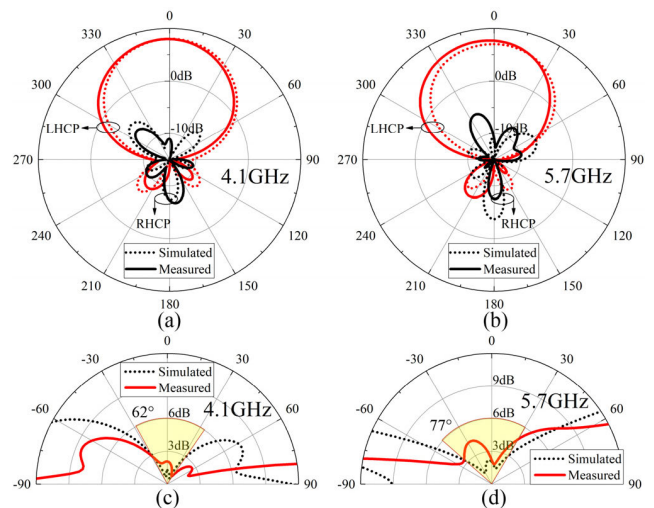 0
330
30
300
60
0dB
-10dB
LHCP
270
90
4.1GHz
240
120
RHCP
Simulated
Measured
210
150
180
(a)
0
330
30
300
60
0dB
-10dB
LHCP
270
90
5.7GHz
240
120
RHCP
Simulated
Measured
210
150
180
(b)
0
-30
30
Simulated
Measured
-60
60
62°
6dB
4.1GHz
3dB
-90
90
(c)
0
-30
30
9dB
-60
60
77°
6dB
5.7GHz
3dB
Simulated
Measured
-90
90
(d)